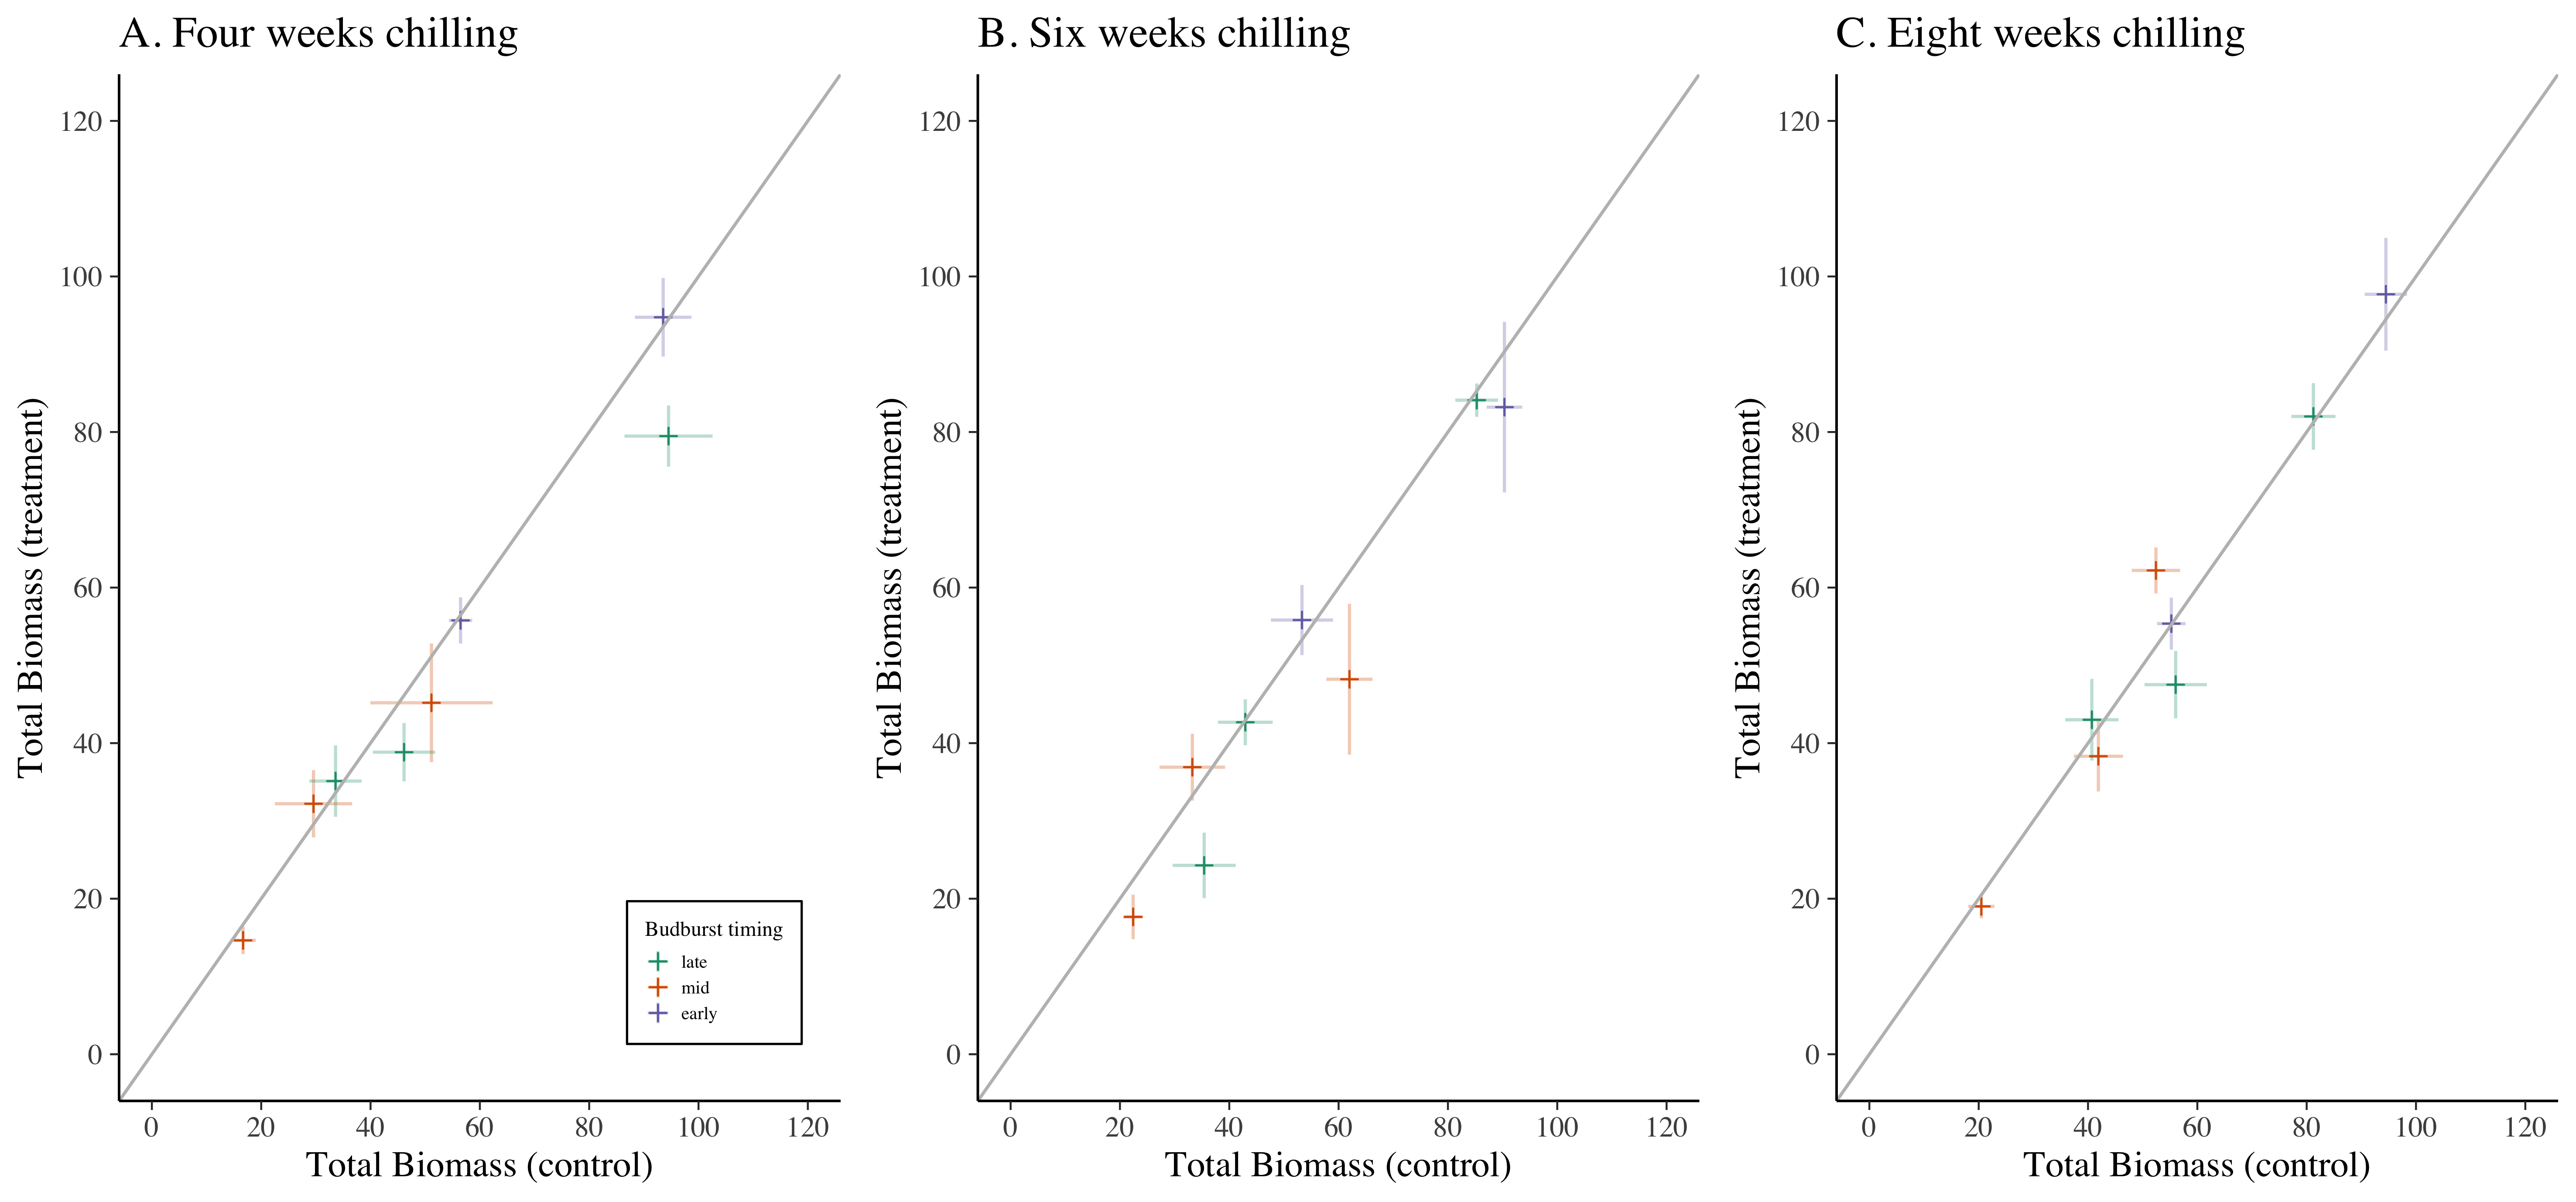 A. Four weeks chilling
Total Biomass (treatment)
120
100
80
60
40
20
0
0 20 40 60 80 100 120
Total Biomass (control)
Budburst timing
late
mid
early
B. Six weeks chilling
Total Biomass (treatment)
120
100
80
60
40
20
0
0 20 40 60 80 100 120
Total Biomass (control)
C. Eight weeks chilling
Total Biomass (treatment)
120
100
80
60
40
20
0
0 20 40 60 80 100 120
Total Biomass (control)